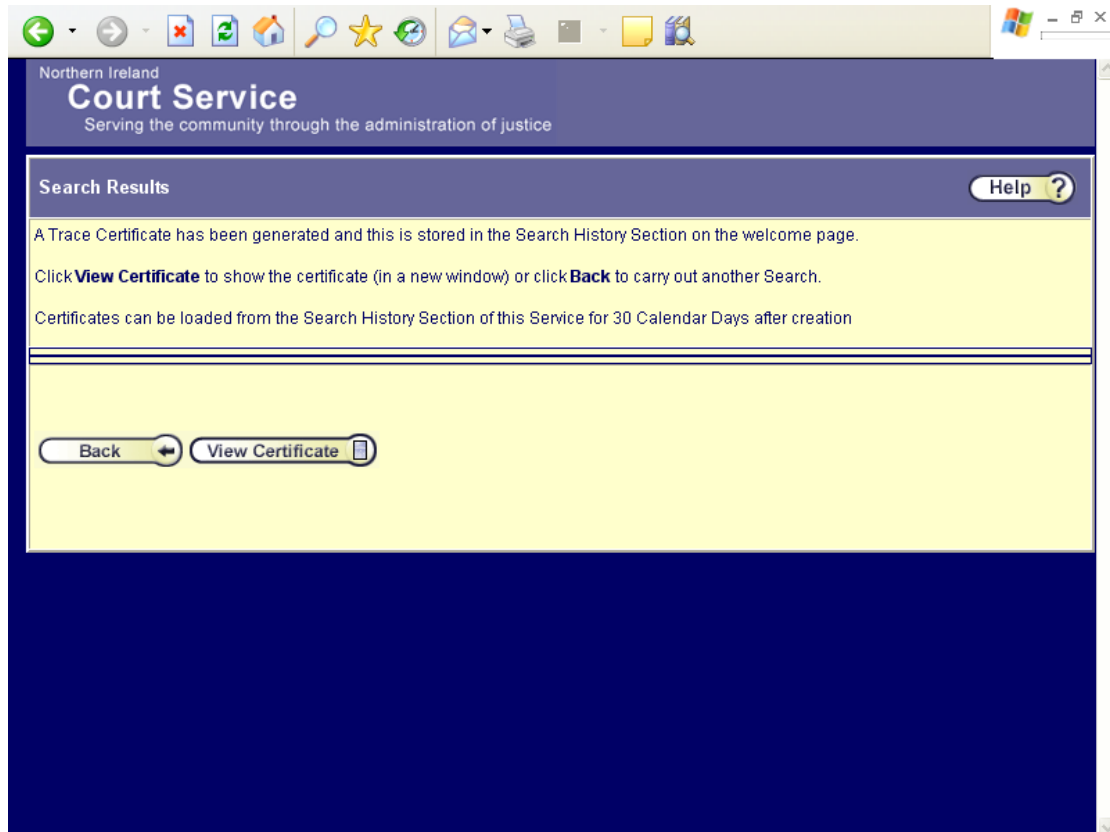 Northern Ireland
Court Service
Serving the community through the administration of justice
Search Results
Help ?
A Trace Certificate has been generated and this is stored in the Search History Section on the welcome page.
Click View Certificate to show the certificate (in a new window) or click Back to carry out another Search.
Certificates can be loaded from the Search History Section of this Service for 30 Calendar Days after creation
Back View Certificate